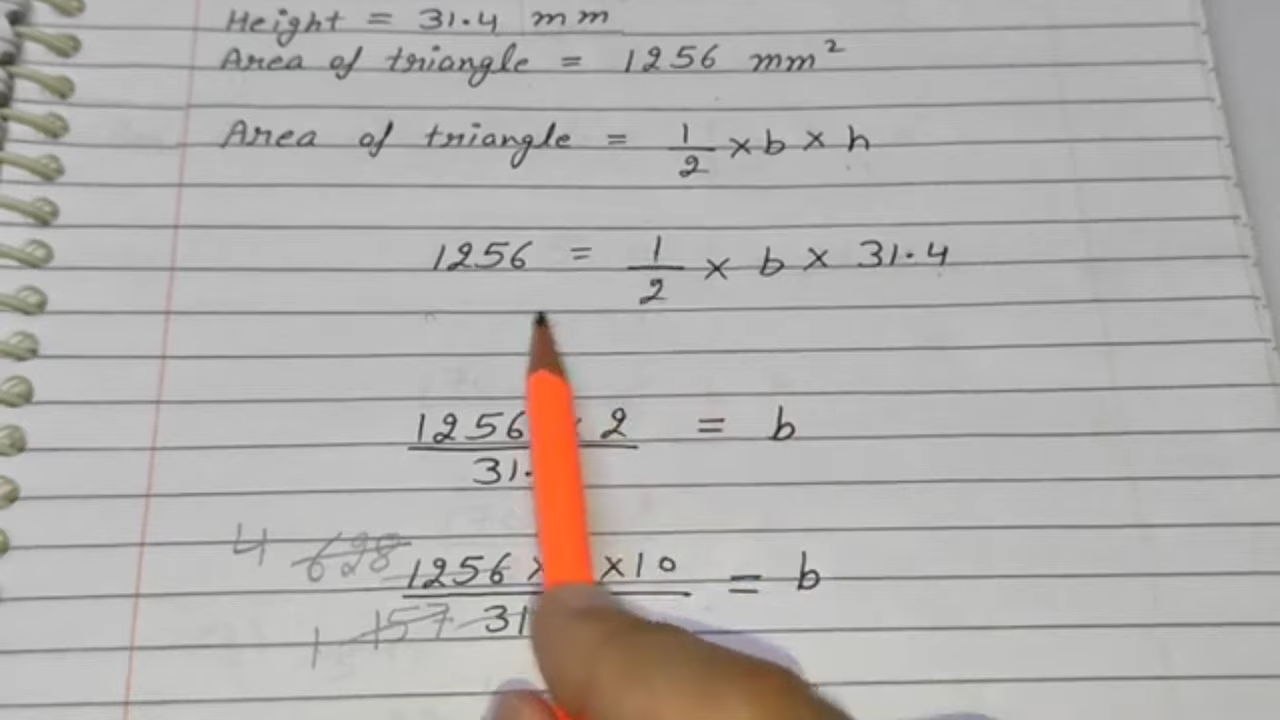 Height = 31.4 mm
Area of triangle = 1256 mm²
Area of triangle = 1/2 × b × h
1256 = 1/2 × b × 31.4
1256 2 = b
31.
4 628 1256 × × 10 = b
1 157 31